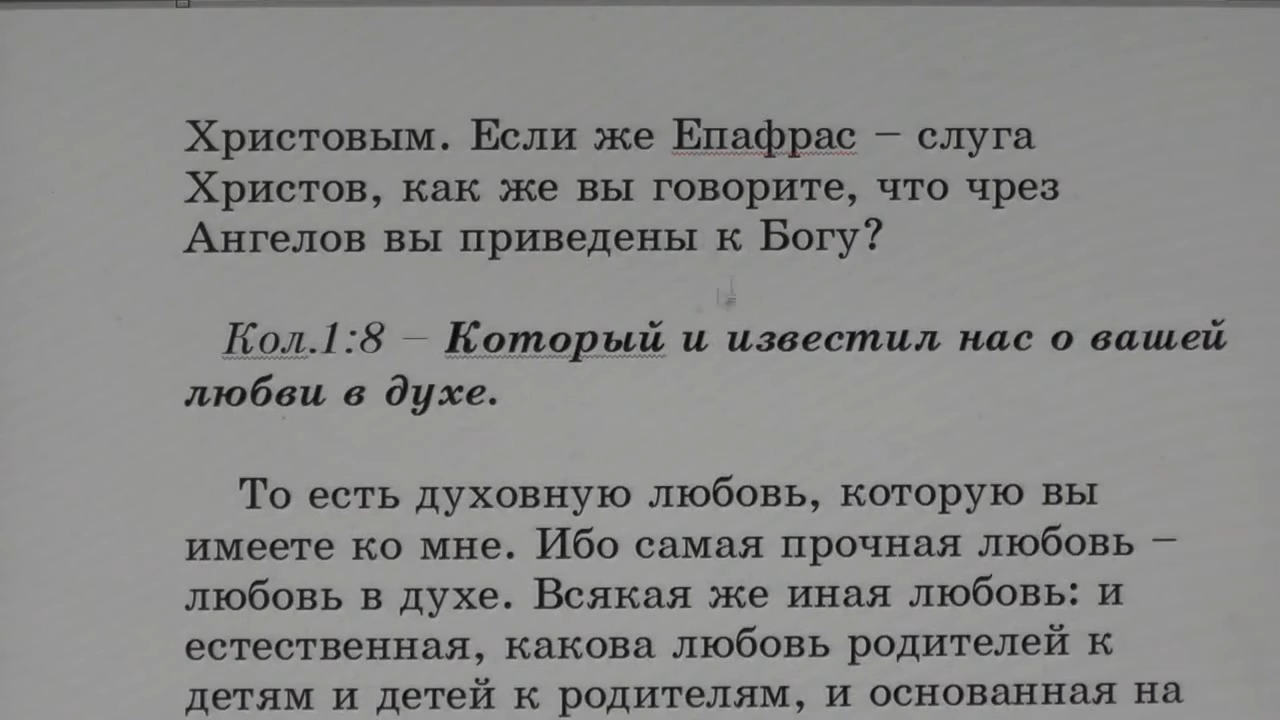 Христовым. Если же Епафрас – слуга
Христов, как же вы говорите, что чрез
Ангелов вы приведены к Богу?
Кол.1:8 – Который и известил нас о вашей
любви в духе.
То есть духовную любовь, которую вы
имеете ко мне. Ибо самая прочная любовь –
любовь в духе. Всякая же иная любовь: и
естественная, какова любовь родителей к
детям и детей к родителям, и основанная на